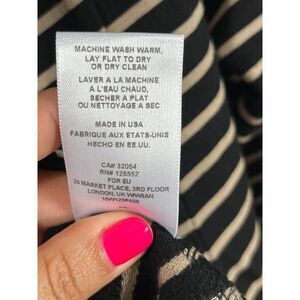 MACHINE WASH WARM,
LAY FLAT TO DRY
OR DRY CLEAN
LAVER A LA MACHINE
A L'EAU CHAUD,
SECHER A PLAT
OU NETTOYAGE A SEC
MADE IN USA
FABRIQUE AUX ETATS-UNIS
HECHO EN EE.UU.
CA# 32054
RN# 125552
FOR EU
24 MARKET PLACE, 3RD FLOOR
LONDON, UK